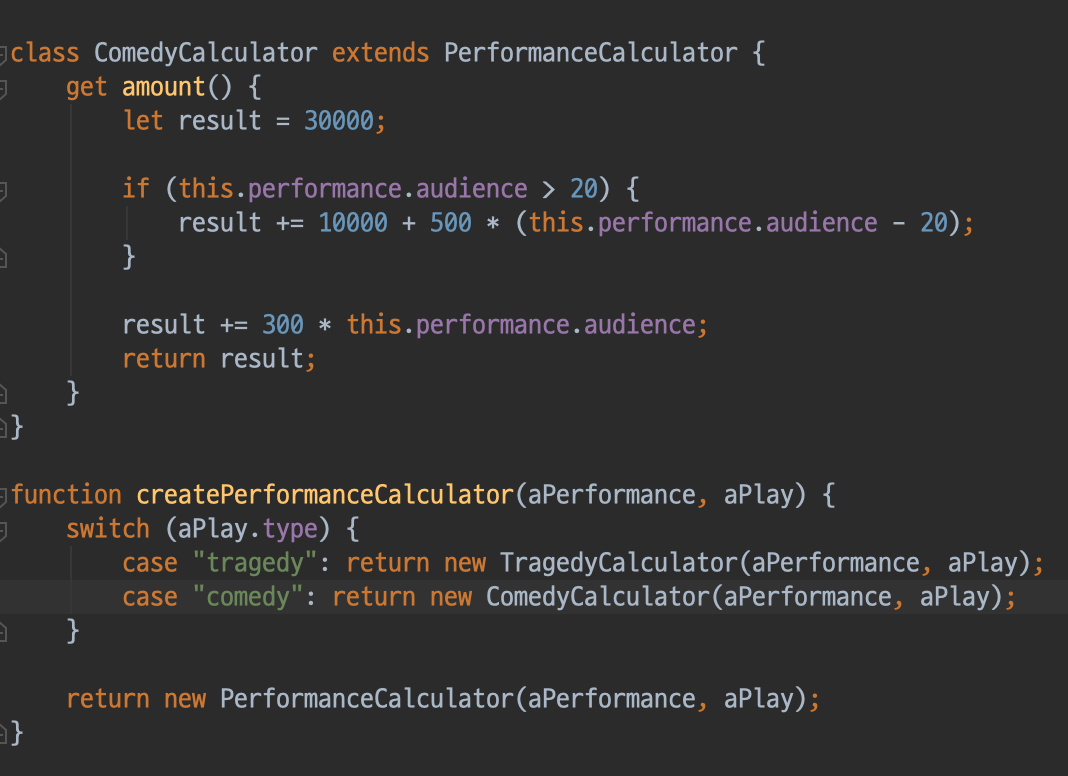 class ComedyCalculator extends PerformanceCalculator {
    get amount() {
        let result = 30000;

        if (this.performance.audience > 20) {
            result += 10000 + 500 * (this.performance.audience - 20);
        }

        result += 300 * this.performance.audience;
        return result;
    }
}

function createPerformanceCalculator(aPerformance, aPlay) {
    switch (aPlay.type) {
        case "tragedy": return new TragedyCalculator(aPerformance, aPlay);
        case "comedy": return new ComedyCalculator(aPerformance, aPlay);
    }

    return new PerformanceCalculator(aPerformance, aPlay);
}